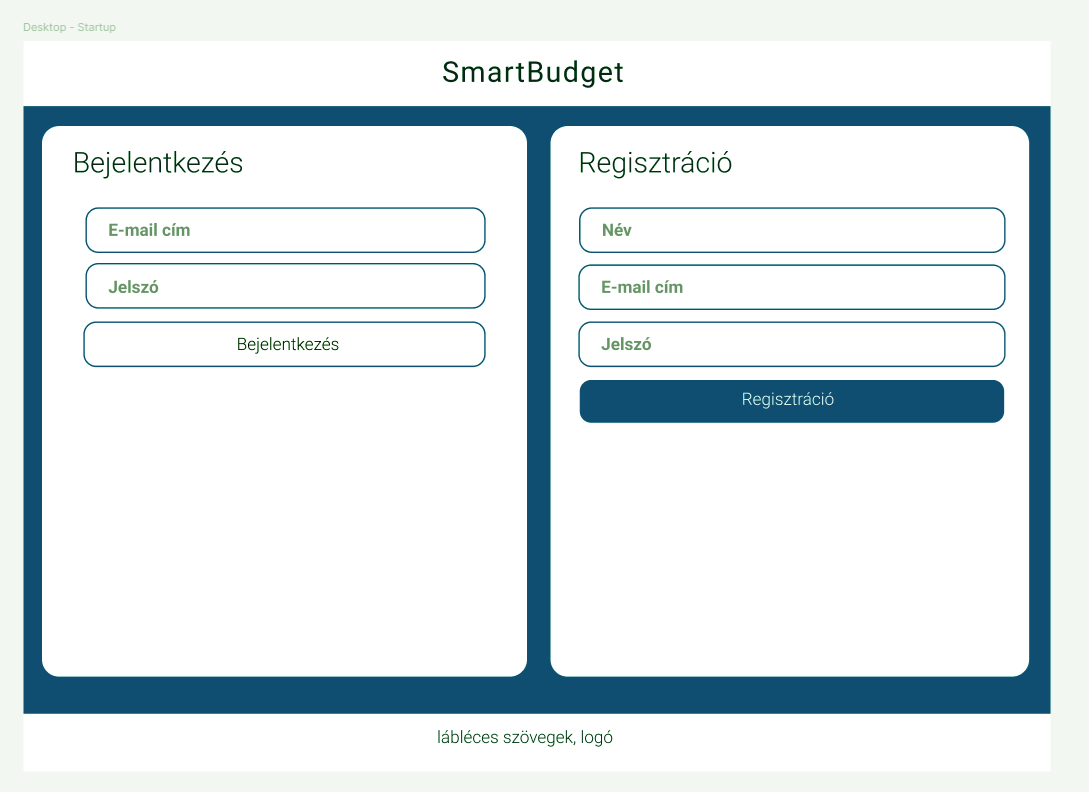 Desktop - Startup
SmartBudget
Bejelentkezés
E-mail cím
Jelszó
Bejelentkezés
Regisztráció
Név
E-mail cím
Jelszó
Regisztráció
lábléces szövegek, logó